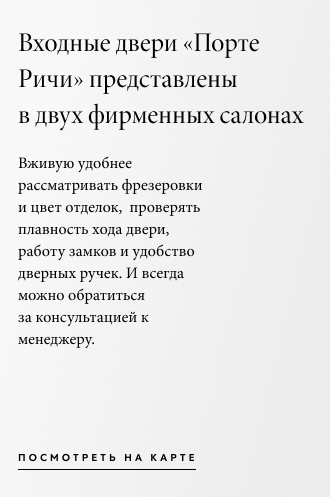 Входные двери «Порте
Ричи» представлены
в двух фирменных салонах
Вживую удобнее
рассматривать фрезеровки
и цвет отделок,  проверять
плавность хода двери,
работу замков и удобство
дверных ручек. И всегда
можно обратиться
за консультацией к
менеджеру.
ПОСМОТРЕТЬ НА КАРТЕ